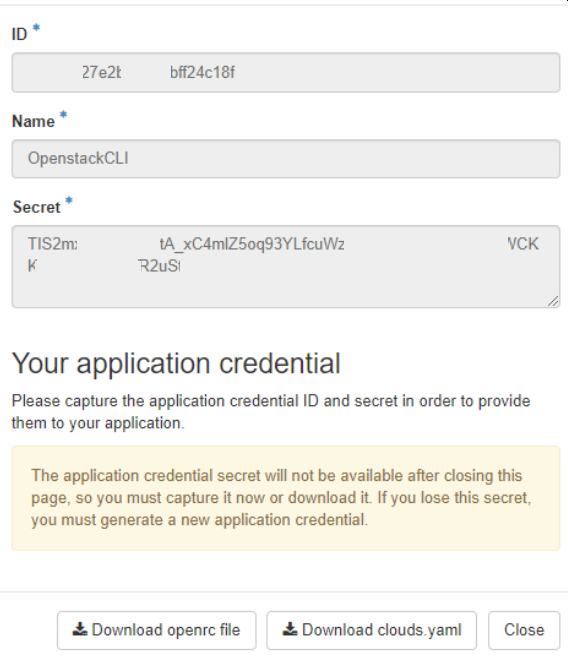 ID *
27e2b bff24c18f
Name *
OpenstackCLI
Secret *
tA_xC4mlZ5oq93YLfcuWz
Your application credential
Please capture the application credential ID and secret in order to provide
them to your application.
The application credential secret will not be available after closing this
page, so you must capture it now or download it. If you lose this secret,
you must generate a new application credential.
Download openrc file Download clouds.yaml Close